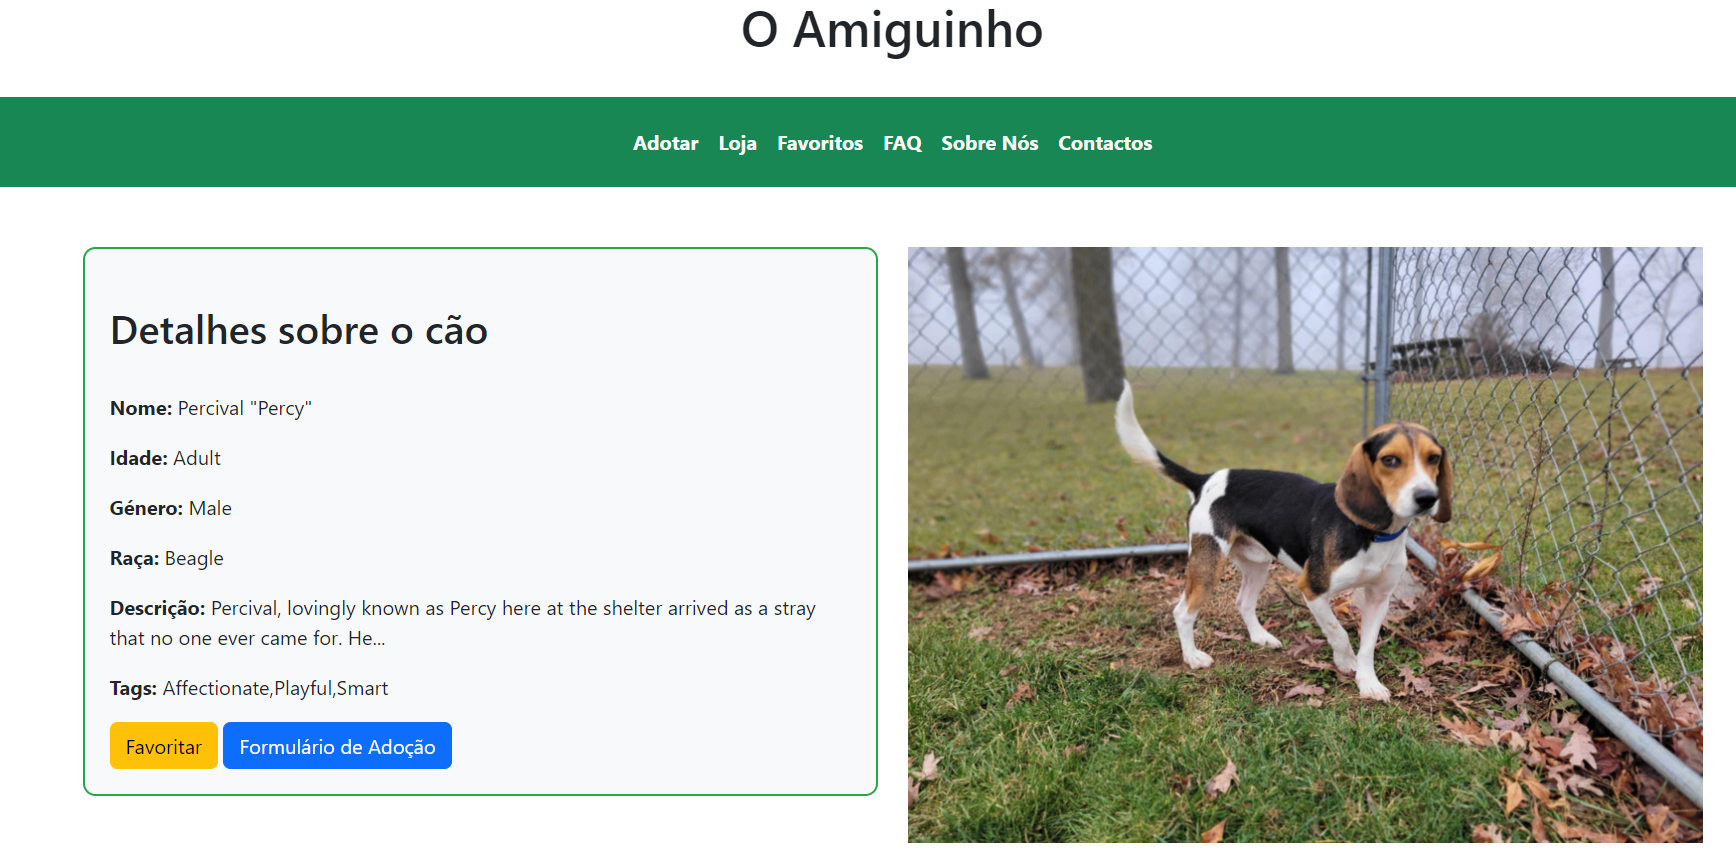 O Amiguinho
Adotar Loja Favoritos FAQ Sobre Nós Contactos
Detalhes sobre o cão
Nome: Percival "Percy"
Idade: Adult
Género: Male
Raça: Beagle
Descrição: Percival, lovingly known as Percy here at the shelter arrived as a stray
that no one ever came for. He...
Tags: Affectionate,Playful,Smart
Favoritar Formulário de Adoção